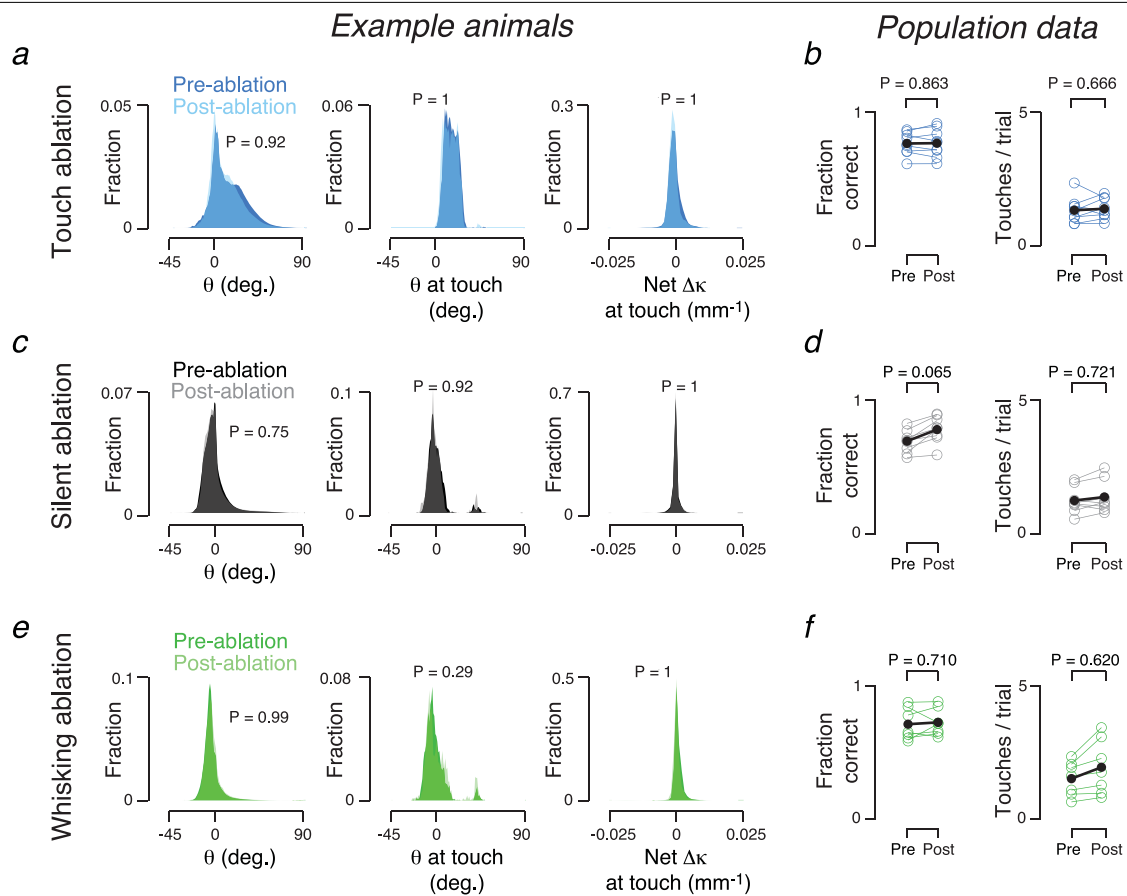 Example animals
Population data
a
Touch ablation
Pre-ablation
Post-ablation
Fraction
0.05
0
P = 0.92
-45 0 90
θ (deg.)
Fraction
0.06
0
P = 1
-45 0 90
θ at touch
(deg.)
Fraction
0.3
0
P = 1
-0.025 0 0.025
Net Δκ
at touch (mm-1)
b
P = 0.863
Fraction
correct
1
0
Pre Post
P = 0.666
Touches / trial
5
0
Pre Post
c
Silent ablation
Pre-ablation
Post-ablation
Fraction
0.07
0
P = 0.75
-45 0 90
θ (deg.)
Fraction
0.1
0
P = 0.92
-45 0 90
Fraction
0.7
0
P = 1
-0.025 0 0.025
d
P = 0.065
Fraction
correct
1
0
Pre Post
P = 0.721
Touches / trial
5
0
Pre Post
e
Whisking ablation
Pre-ablation
Post-ablation
Fraction
0.1
0
P = 0.99
-45 0 90
θ (deg.)
Fraction
0.08
0
P = 0.29
-45 0 90
θ at touch
(deg.)
Fraction
0.5
0
P = 1
-0.025 0 0.025
Net Δκ
at touch (mm-1)
f
P = 0.710
Fraction
correct
1
0
Pre Post
P = 0.620
Touches / trial
5
0
Pre Post